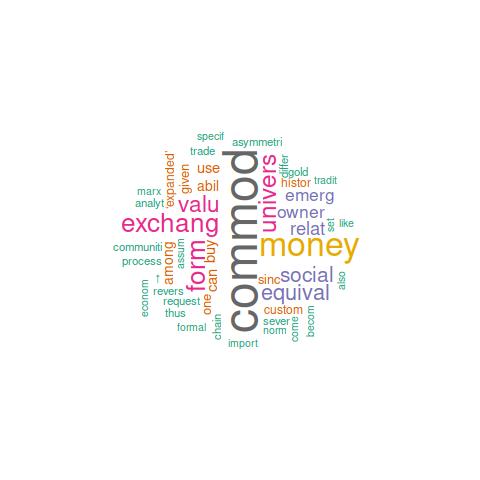 specif
asymmetri
trade
differ
expanded'
given
use
gold
histor
tradit
marx
abil
univers
emerg
analyt
valu
owner
set
like
exchang
relat
commod
money
communiti
among
assum
form
can buy
process
social
sinc
also
↑
econom
revers
equival
request
one
custom
thus
chain
sever
come
becom
formal
norm
import